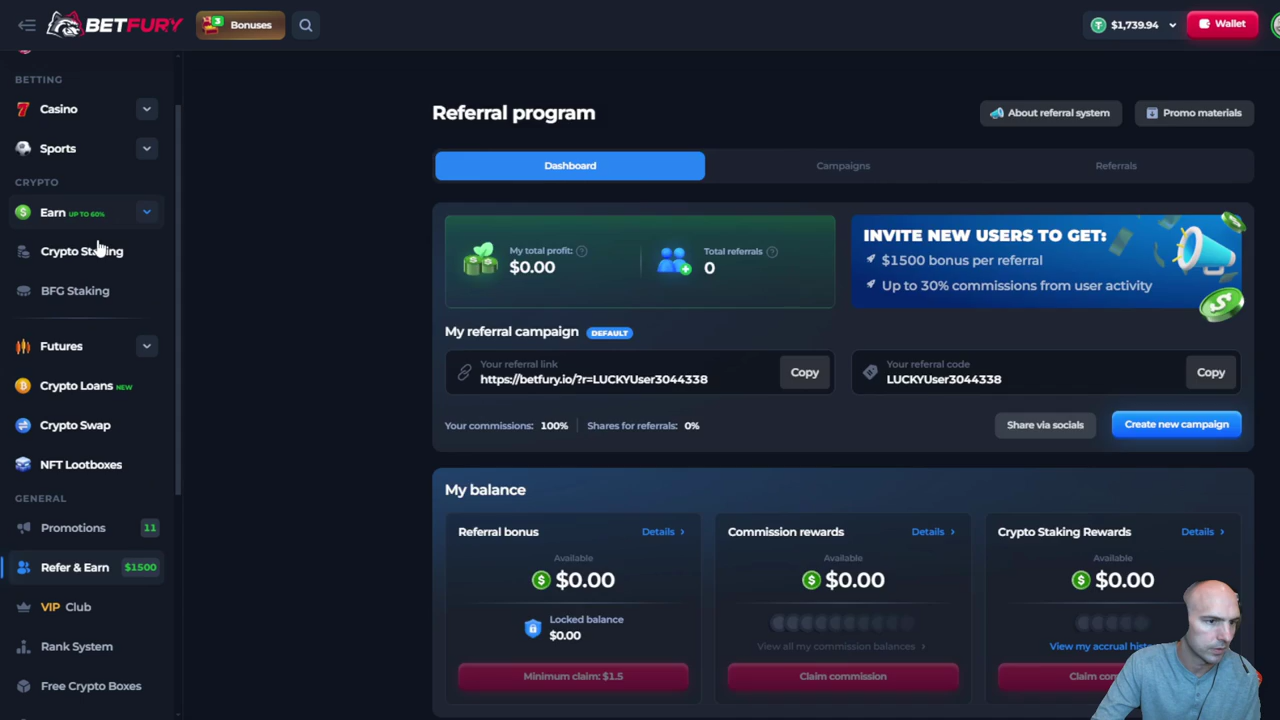 BETFURY
3
Bonuses
$1,739.94
Wallet
BETTING
Casino
Sports
CRYPTO
Earn UP TO 60%
Crypto Staking
BFG Staking
Futures
Crypto Loans NEW
Crypto Swap
NFT Lootboxes
GENERAL
Promotions 11
Refer & Earn $1500
VIP Club
Rank System
Free Crypto Boxes
Referral program
About referral system
Promo materials
Dashboard
Campaigns
Referrals
My total profit: ?
$0.00
Total referrals ?
0
INVITE NEW USERS TO GET:
$1500 bonus per referral
Up to 30% commissions from user activity
My referral campaign DEFAULT
Your referral link
https://betfury.io/?r=LUCKYUser3044338
Copy
Your referral code
LUCKYUser3044338
Copy
Your commissions: 100%
Shares for referrals: 0%
Share via socials
Create new campaign
My balance
Referral bonus
Details >
Available
$0.00
Locked balance
$0.00
Minimum claim: $1.5
Commission rewards
Details >
Available
$0.00
View all my commission balances >
Claim commission
Crypto Staking Rewards
Details >
Available
$0.00
View my accrual
Claim